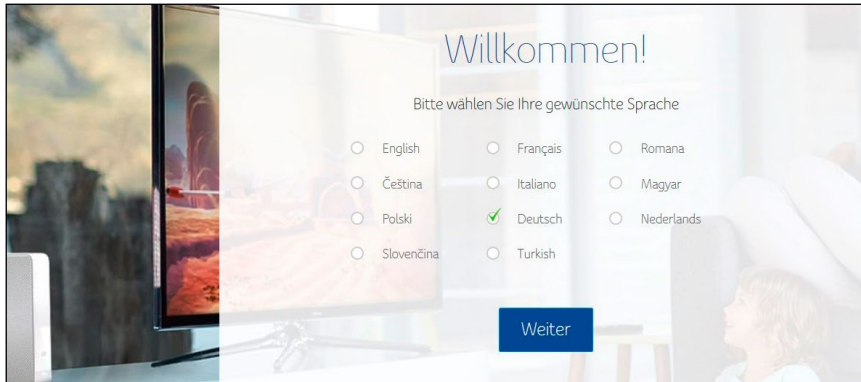 Willkommen!
Bitte wählen Sie Ihre gewünschte Sprache
English Français Romana
Čeština Italiano Magyar
Polski Deutsch Nederlands
Slovenčina Turkish
Weiter